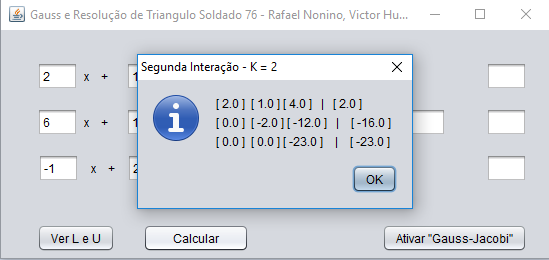 Gauss e Resolução de Triangulo Soldado 76 - Rafael Nonino, Victor Hu...
Segunda Interação - K = 2
2 x + 1
[ 2.0 ] [ 1.0 ] [ 4.0 ] | [ 2.0 ]
6 x + 1
[ 0.0 ] [ -2.0 ] [ -12.0 ] | [ -16.0 ]
[ 0.0 ] [ 0.0 ] [ -23.0 ] | [ -23.0 ]
-1 x + 2
OK
Ver L e U Calcular Ativar "Gauss-Jacobi"